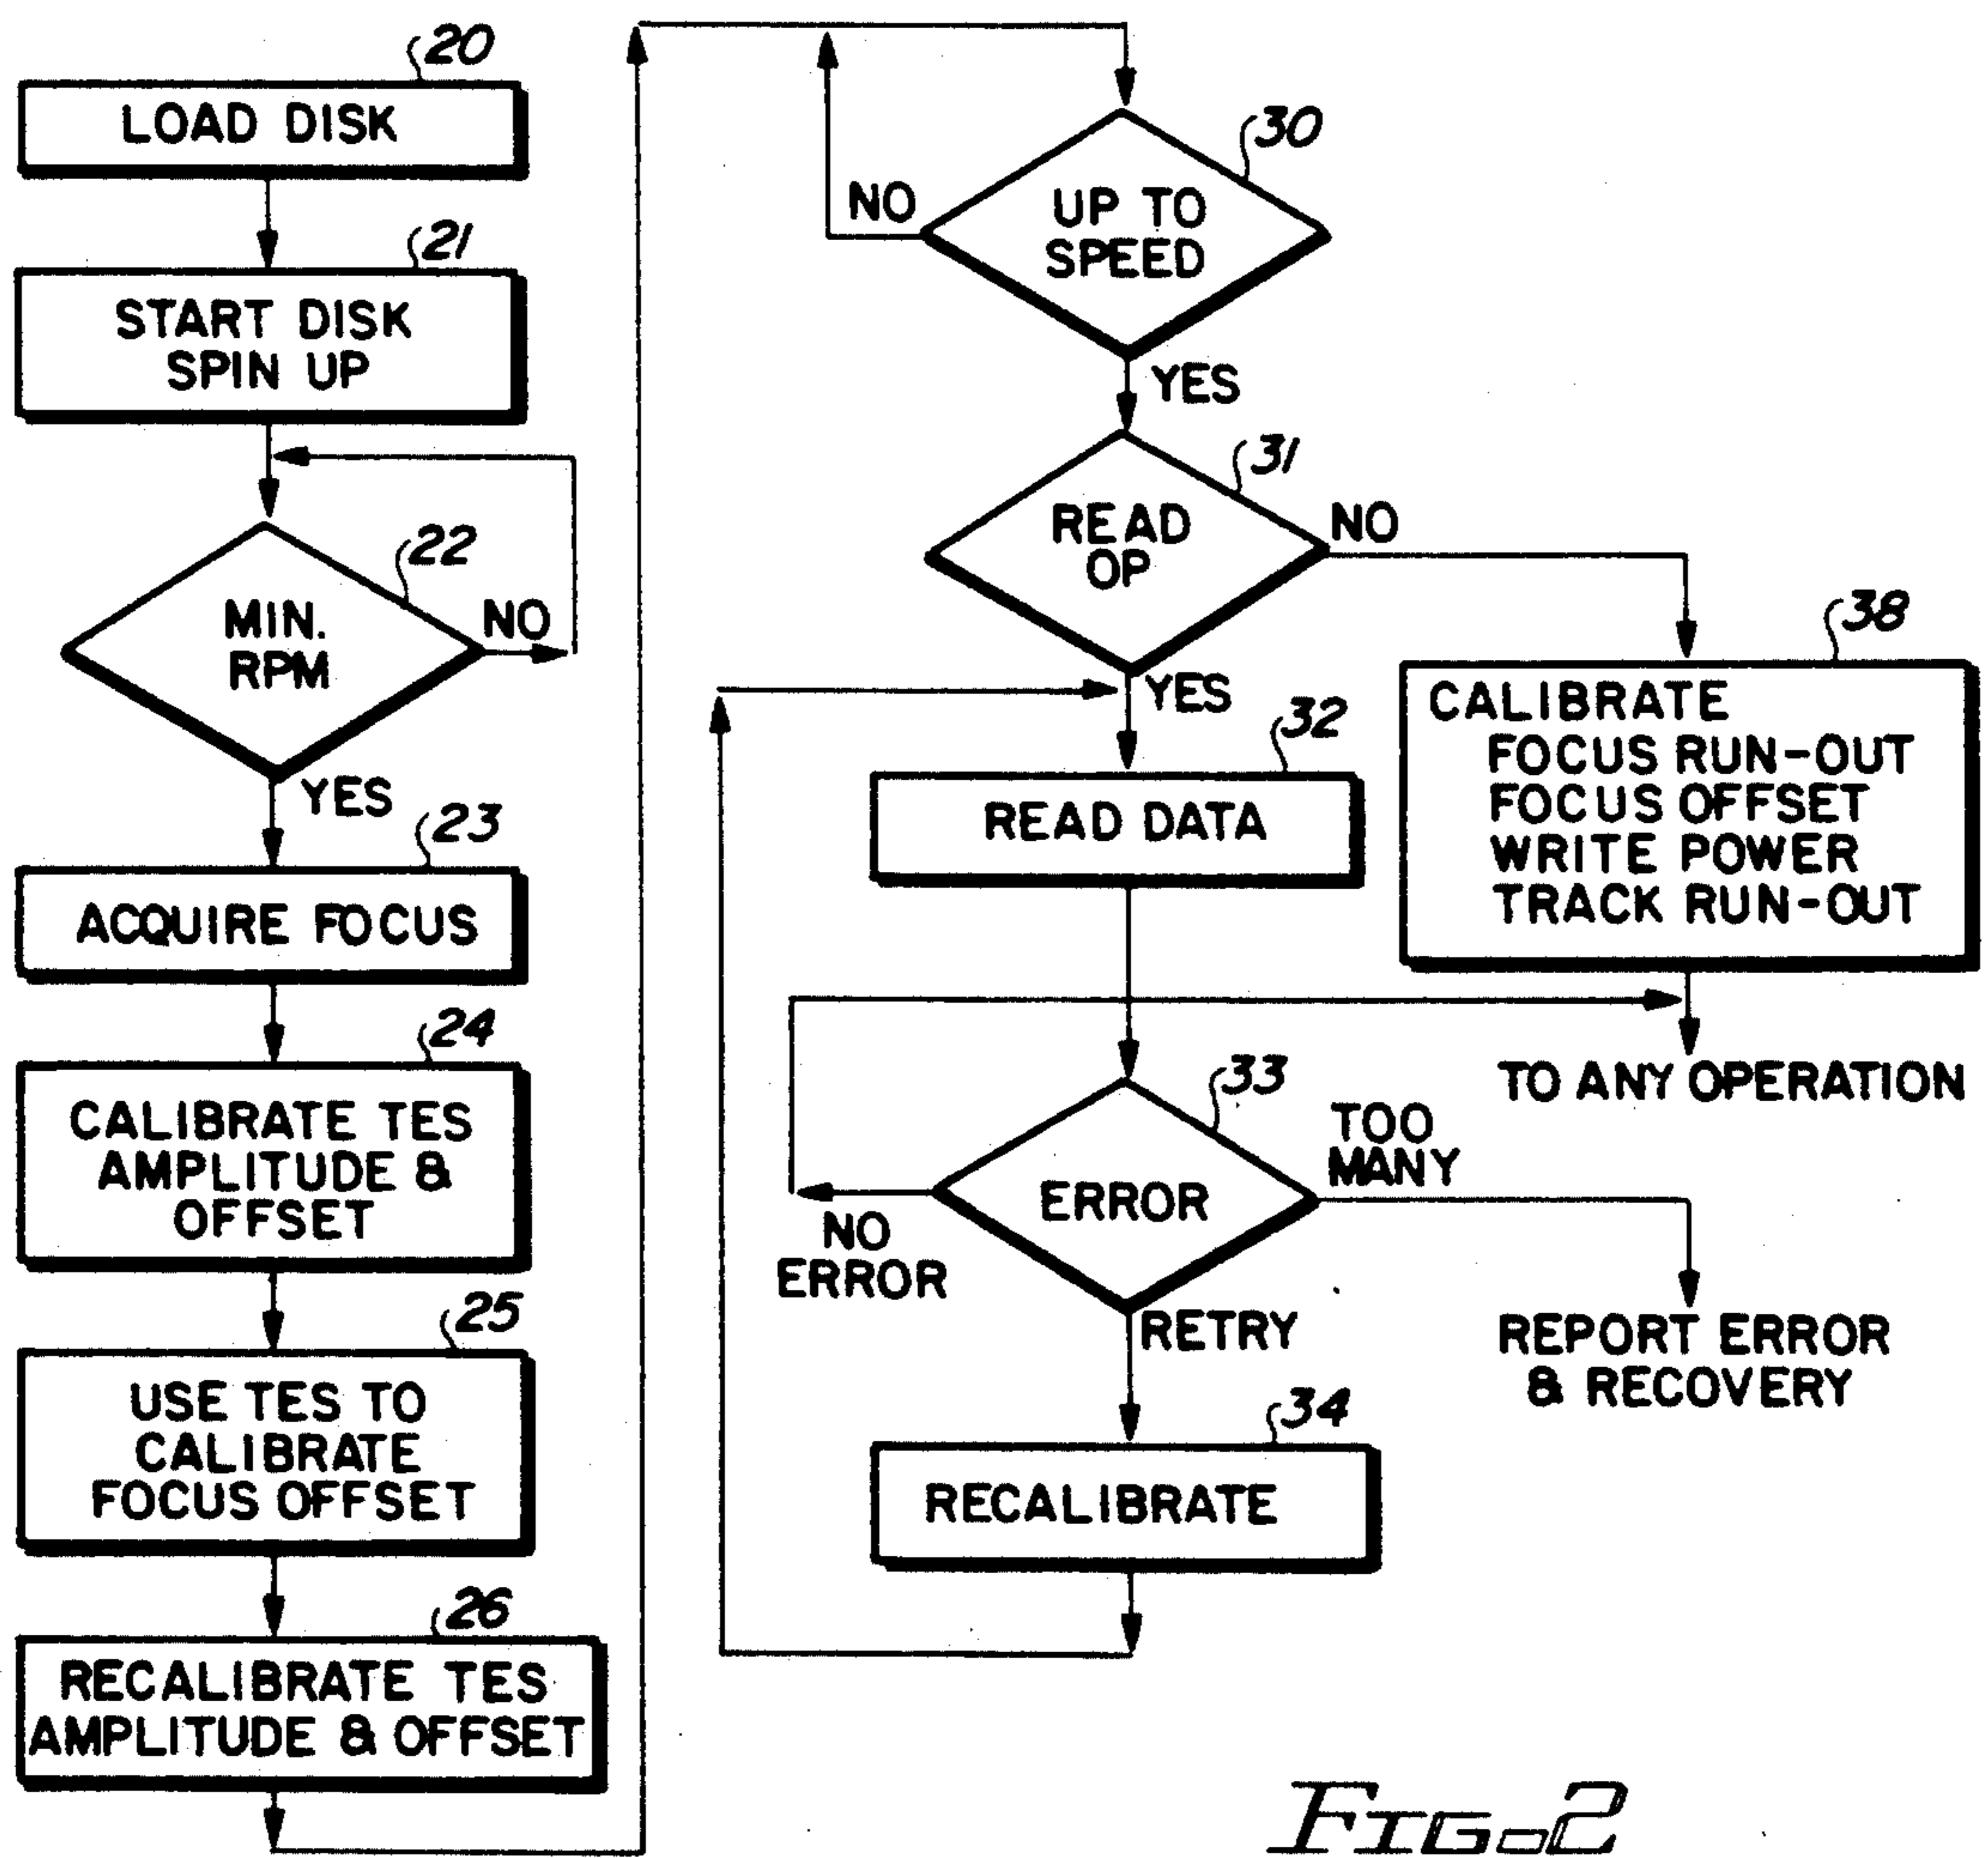 20
LOAD DISK
21
START DISK
SPIN UP
22
MIN.
RPM
NO
YES
23
ACQUIRE FOCUS
24
CALIBRATE TES
AMPLITUDE &
OFFSET
25
USE TES TO
CALIBRATE
FOCUS OFFSET
26
RECALIBRATE TES
AMPLITUDE & OFFSET
30
UP TO
SPEED
NO
YES
31
READ
OP
NO
YES
32
READ DATA
38
CALIBRATE
FOCUS RUN-OUT
FOCUS OFFSET
WRITE POWER
TRACK RUN-OUT
TO ANY OPERATION
33
ERROR
TOO
MANY
NO
ERROR
RETRY
REPORT ERROR
& RECOVERY
34
RECALIBRATE
FIG. 2